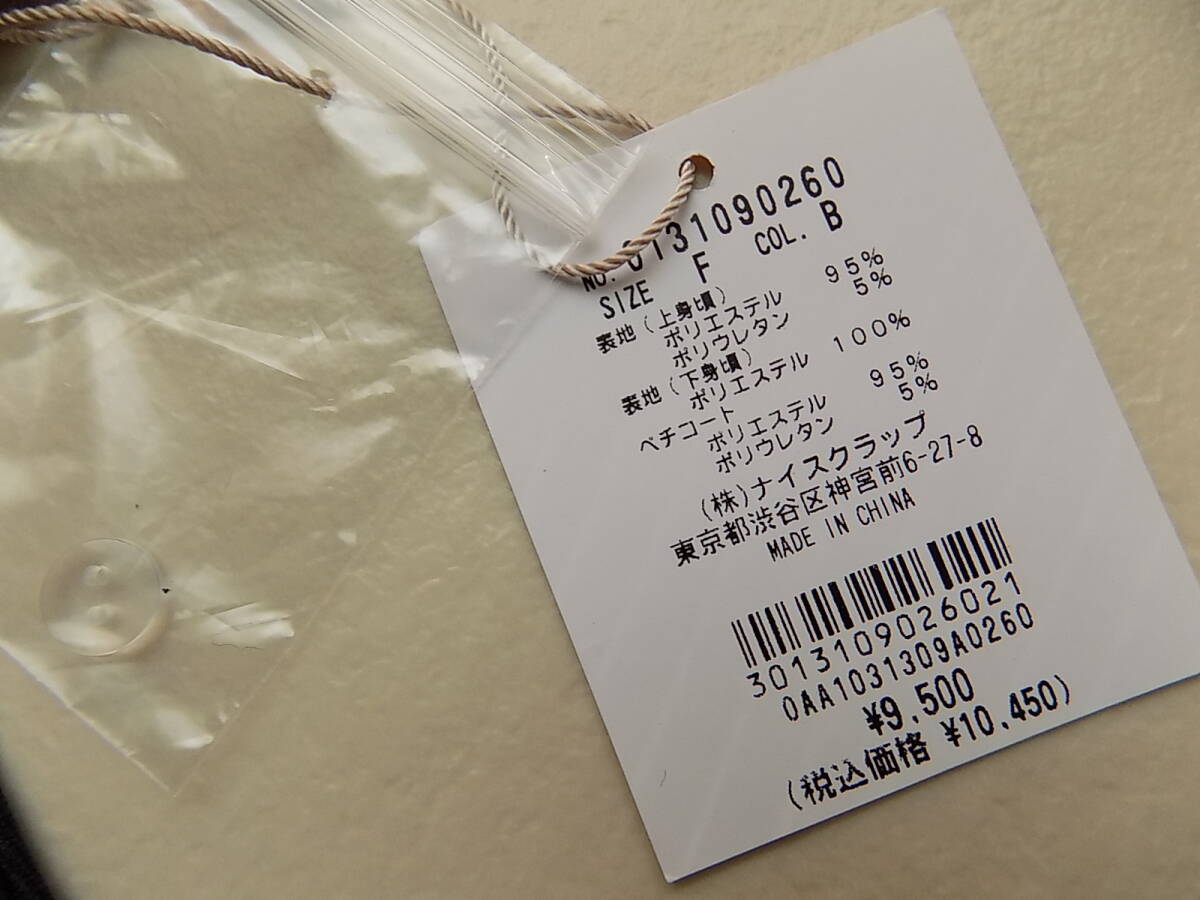 NO. 0131090260
SIZE F COL. B
表地(上身頃)
ポリエステル 95%
ポリウレタン 5%
表地(下身頃)
ポリエステル 100%
ペチコート
ポリエステル 95%
ポリウレタン 5%
(株)ナイスクラップ
東京都渋谷区神宮前6-27-8
MADE IN CHINA
3013109026021
0AA1031309A0260
¥9,500
(税込価格 ¥10,450)